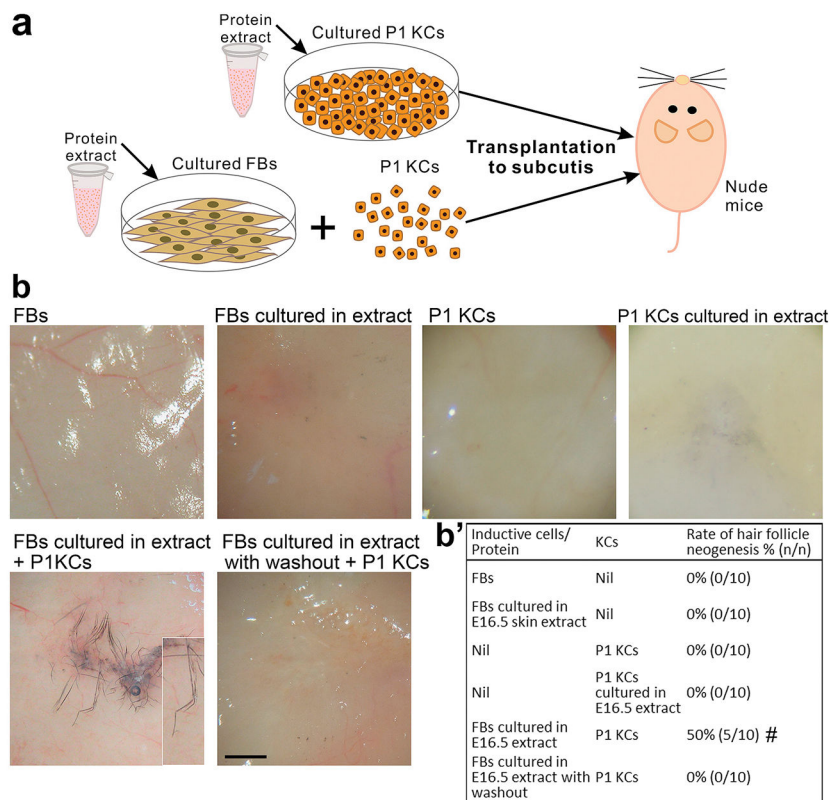 a
Protein
extract
Cultured P1 KCs
Protein
extract
Cultured FBs
+
P1 KCs
Transplantation
to subcutis
Nude
mice
b
FBs
FBs cultured in extract
P1 KCs
P1 KCs cultured in extract
FBs cultured in extract
+ P1KCs
FBs cultured in extract
with washout + P1 KCs
b’
Inductive cells/
Protein
KCs
Rate of hair follicle
neogenesis % (n/n)
FBs
Nil
0% (0/10)
FBs cultured in
E16.5 skin extract
Nil
0% (0/10)
Nil
P1 KCs
0% (0/10)
Nil
P1 KCs
cultured in
E16.5 extract
0% (0/10)
FBs cultured in
E16.5 extract
P1 KCs
50% (5/10) #
FBs cultured in
E16.5 extract with
washout
P1 KCs
0% (0/10)